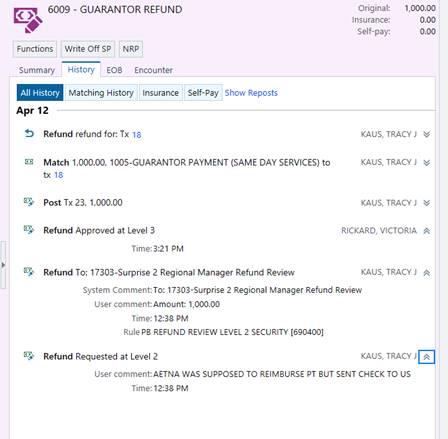 6009 - GUARANTOR REFUND
Original: 1,000.00
Insurance: 0.00
Self-pay: 0.00
Functions Write Off SP NRP
Summary History EOB Encounter
All History Matching History Insurance Self-Pay Show Reposts
Apr 12
Refund refund for: Tx 18 KAUS, TRACY J
Match 1,000.00, 1005-GUARANTOR PAYMENT (SAME DAY SERVICES) to KAUS, TRACY J
tx 18
Post Tx 23, 1,000.00 KAUS, TRACY J
Refund Approved at Level 3 RICKARD, VICTORIA
Time: 3:21 PM
Refund To: 17303-Surprise 2 Regional Manager Refund Review KAUS, TRACY J
System Comment: To: 17303-Surprise 2 Regional Manager Refund Review
User comment: Amount: 1,000.00
Time: 12:38 PM
Rule PB REFUND REVIEW LEVEL 2 SECURITY [690400]
Refund Requested at Level 2 KAUS, TRACY J
User comment: AETNA WAS SUPPOSED TO REIMBURSE PT BUT SENT CHECK TO US
Time: 12:38 PM